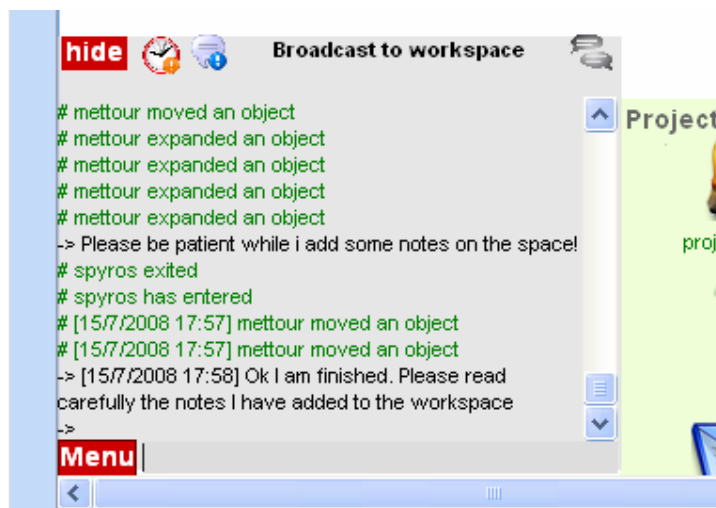 hide Broadcast to workspace
# mettour moved an object
# mettour expanded an object
# mettour expanded an object
# mettour expanded an object
# mettour expanded an object
-> Please be patient while i add some notes on the space!
# spyros exited
# spyros has entered
# [15/7/2008 17:57] mettour moved an object
# [15/7/2008 17:57] mettour moved an object
-> [15/7/2008 17:58] Ok I am finished. Please read
carefully the notes I have added to the workspace
->
Menu
Project
proj